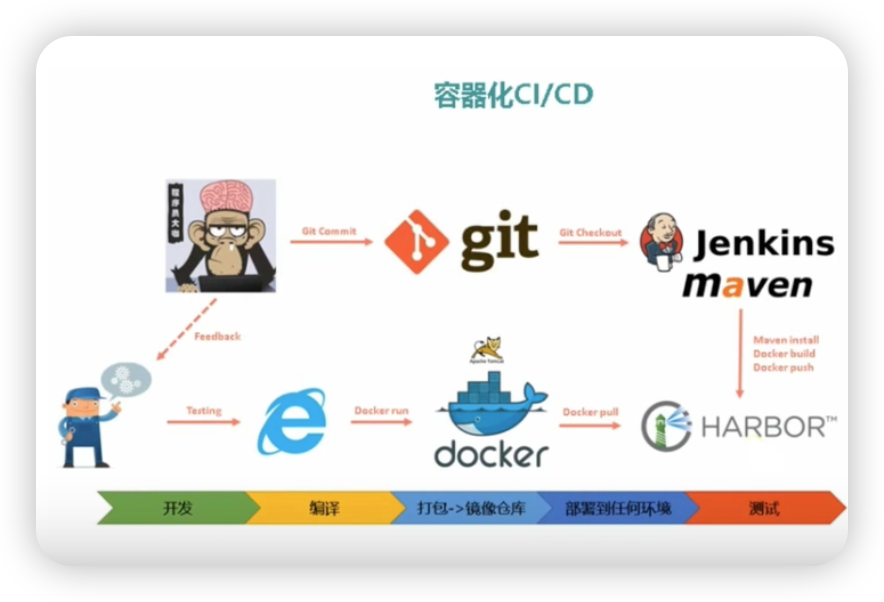 容器化CI/CD
程序员大咖
Git Commit
git
Git Checkout
Jenkins
maven
Feedback
Maven install
Docker build
Docker push
Apache Tomcat
Testing
Docker run
docker
Docker pull
HARBOR™
开发
编译
打包->镜像仓库
部署到任何环境
测试